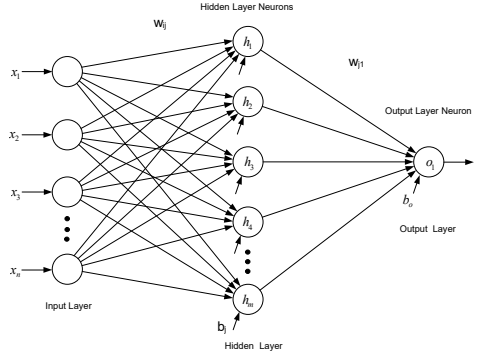 Hidden Layer Neurons
wij
h1
wj1
x1
h2
Output Layer Neuron
x2
h3
o1
x3
bo
h4
Output Layer
xn
Input Layer
hm
bj
Hidden Layer